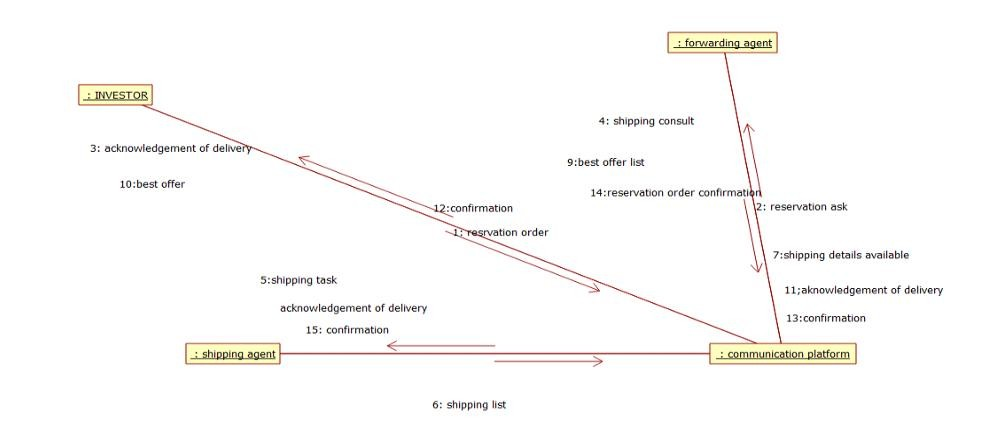 : forwarding agent
: INVESTOR
4: shipping consult
3: acknowledgement of delivery
9:best offer list
10:best offer
14:reservation order confirmation
12:confirmation
2: reservation ask
1: resrvation order
7:shipping details available
5:shipping task
11;aknowledgement of delivery
acknowledgement of delivery
13:confirmation
15: confirmation
: shipping agent
: communication platform
6: shipping list